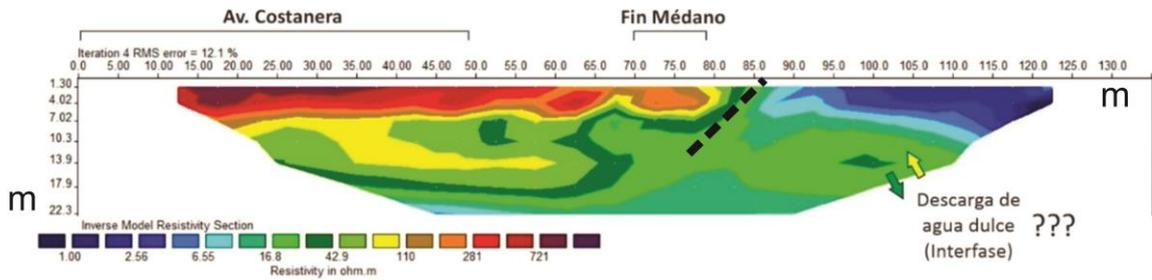 Av. Costanera
Fin Médano
Iteration 4 RMS error = 12.1 %
0.0 5.00 10.00 15.00 20.00 30.00 35.00 40.00 45.00 50.00 55.0 60.0 65.0 70.0 75.0 80.0 85.0 90.0 95.0 100.0 105.0 110.0 115.0 120.0 125.0 130.0
1.30
4.02
7.02
10.3
13.9
17.9
22.3
m
m
Descarga de
agua dulce
(Interfase)
???
Inverse Model Resistivity Section
1.00 2.56 6.55 16.8 42.9 110 281 721
Resistivity in ohm.m